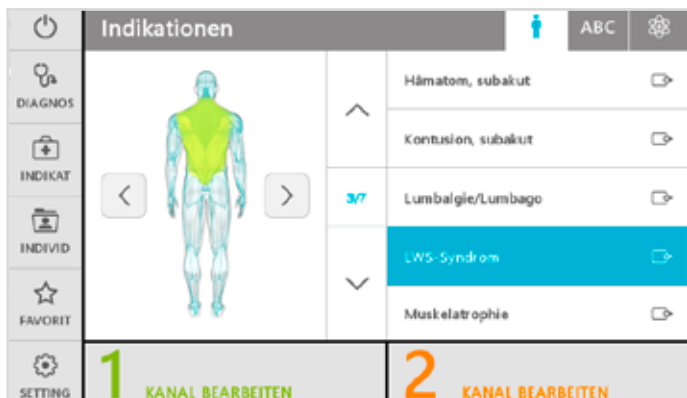 Indikationen
ABC
DIAGNOS
INDIKAT
INDIVID
FAVORIT
SETTING
3/7
Hämatom, subakut
Kontusion, subakut
Lumbalgie/Lumbago
LWS-Syndrom
Muskelatrophie
1 KANAL BEARBEITEN
2 KANAL BEARBEITEN